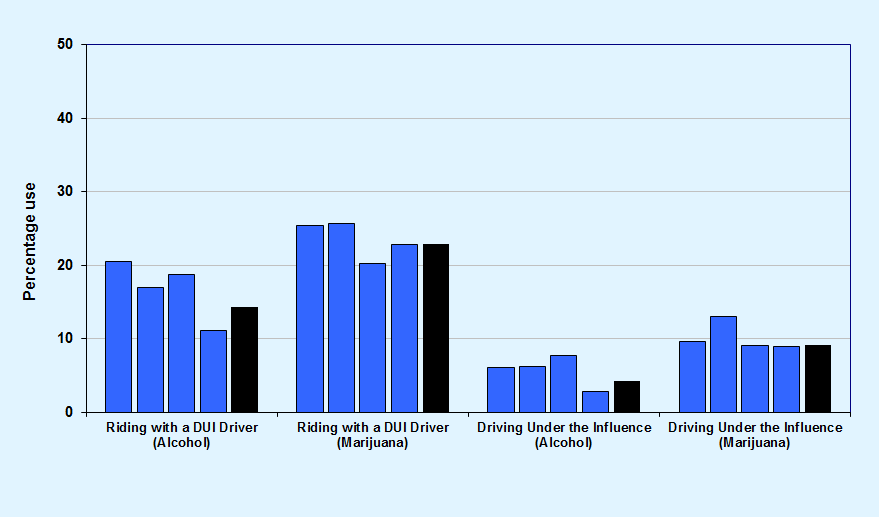 50
40
30
20
10
0
Percentage use
Riding with a DUI Driver
(Alcohol)
Riding with a DUI Driver
(Marijuana)
Driving Under the Influence
(Alcohol)
Driving Under the Influence
(Marijuana)